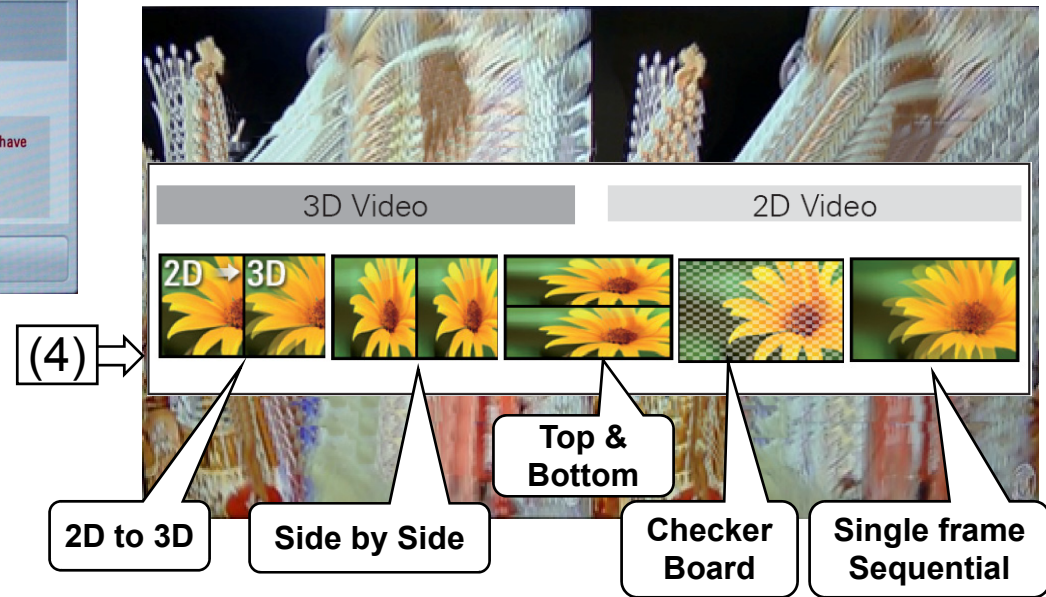 have
3D Video
2D Video
2D → 3D
(4)
Top &
Bottom
2D to 3D
Side by Side
Checker
Board
Single frame
Sequential